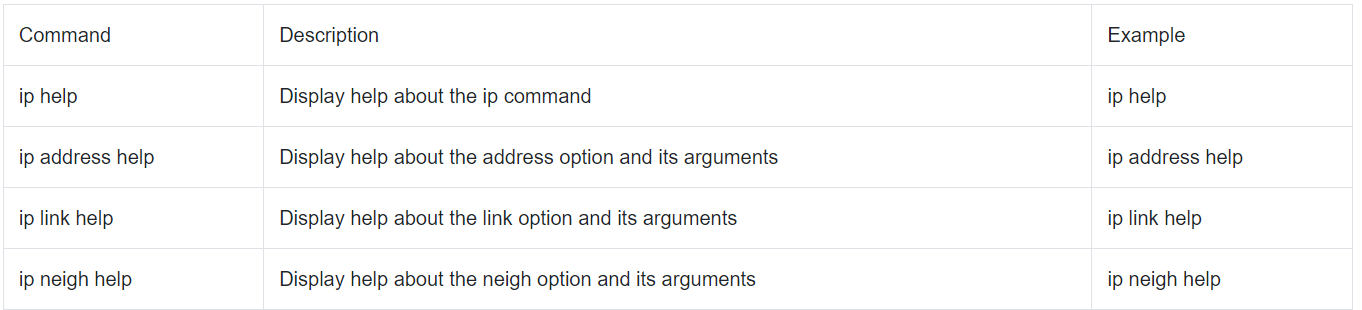 Command Description Example
ip help Display help about the ip command ip help
ip address help Display help about the address option and its arguments ip address help
ip link help Display help about the link option and its arguments ip link help
ip neigh help Display help about the neigh option and its arguments ip neigh help